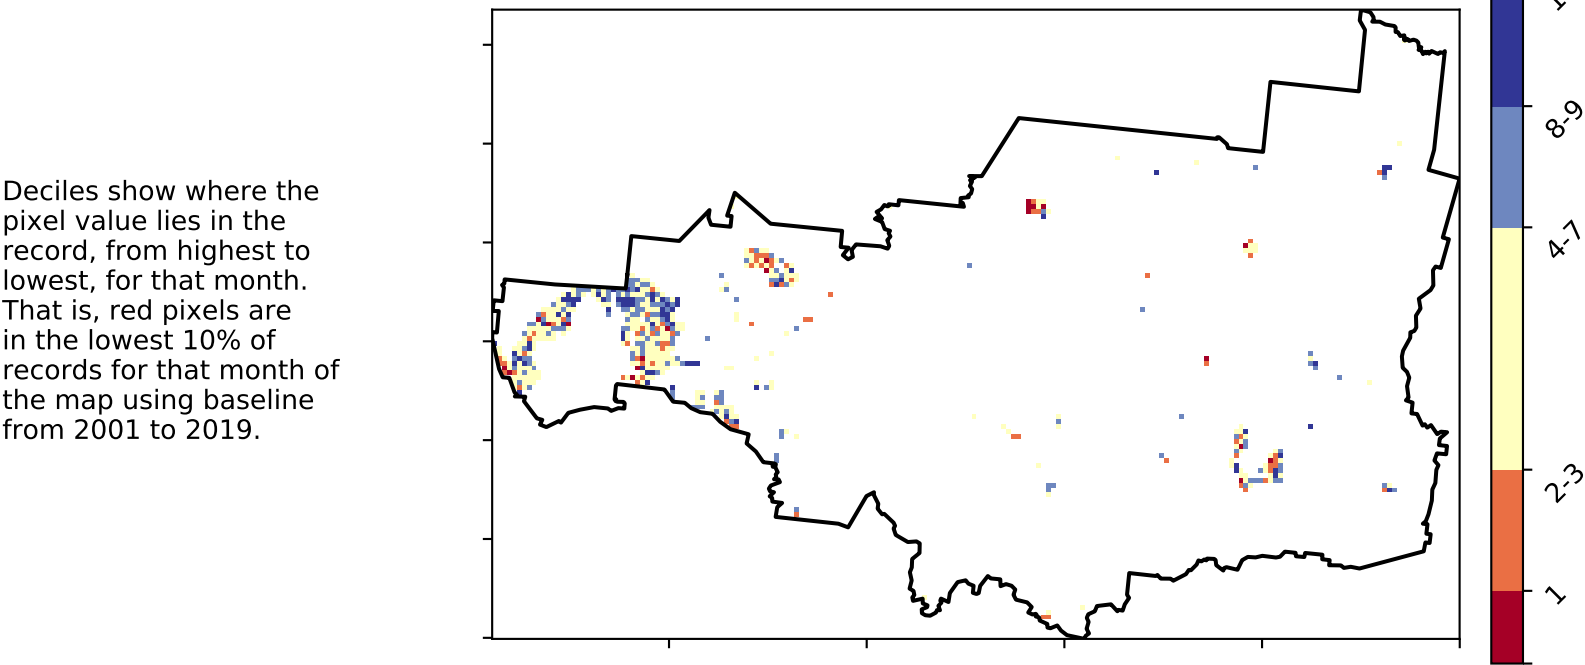 Deciles show where the
pixel value lies in the
record, from highest to
lowest, for that month.
That is, red pixels are
in the lowest 10% of
records for that month of
the map using baseline
from 2001 to 2019.
8-9
4-7
2-3
1